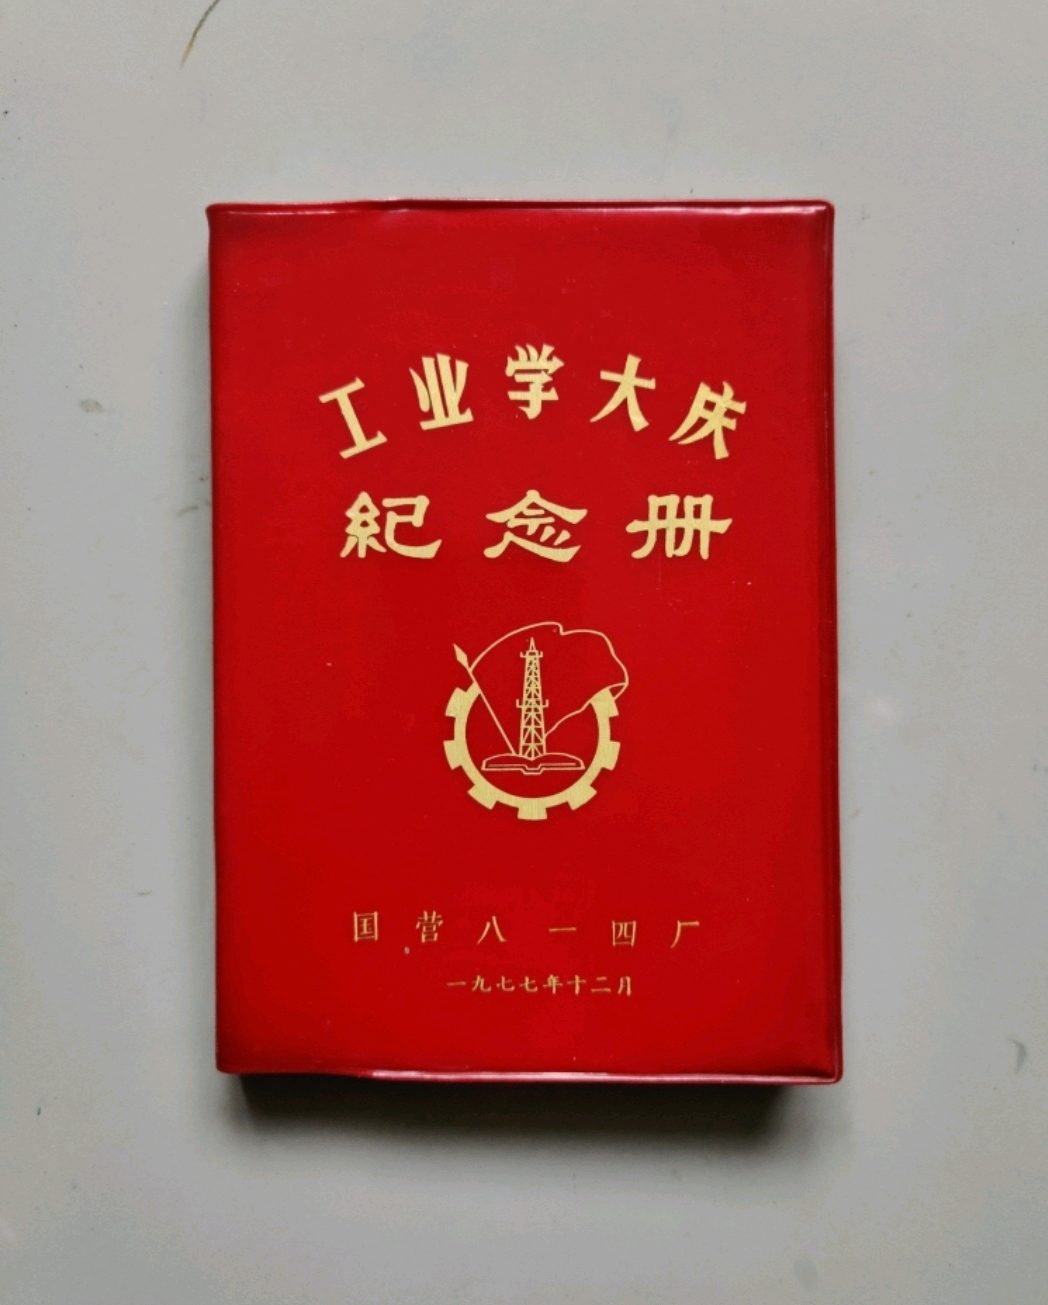 工业学大庆
紀念册
国营八一四厂
一九七七年十二月